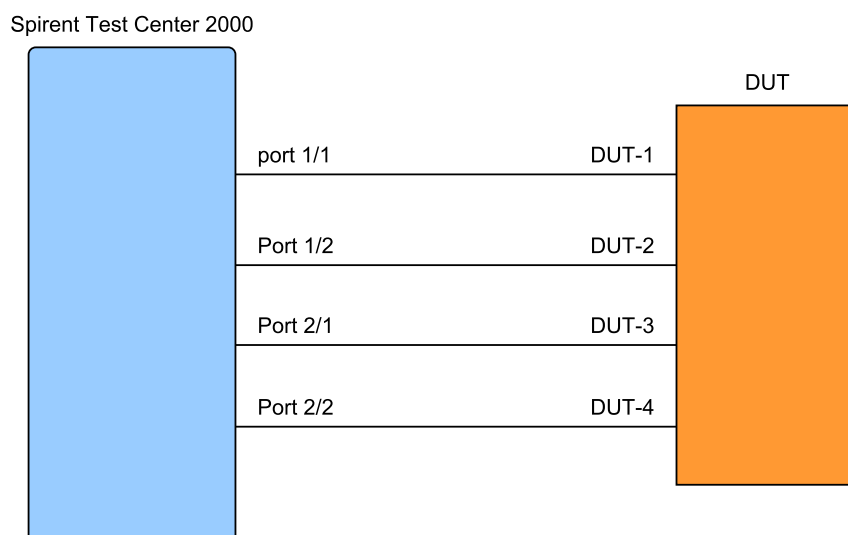 Spirent Test Center 2000
DUT
port 1/1 DUT-1
Port 1/2 DUT-2
Port 2/1 DUT-3
Port 2/2 DUT-4